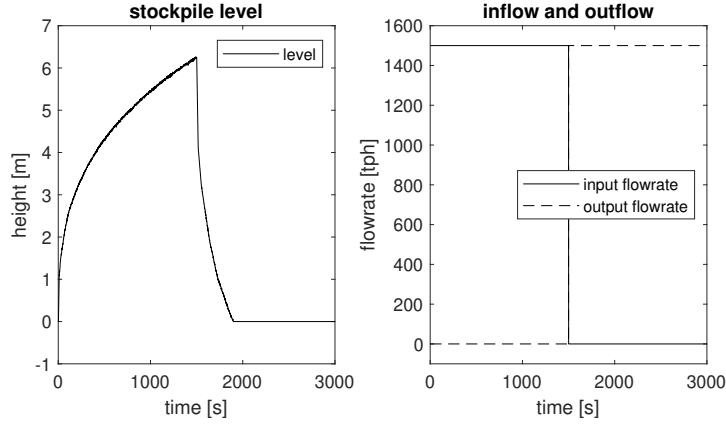 stockpile level
level
height [m]
7
6
5
4
3
2
1
0
-1
0 1000 2000 3000
time [s]
inflow and outflow
flowrate [tph]
1600
1400
1200
1000
800
600
400
200
0
input flowrate
output flowrate
0 1000 2000 3000
time [s]